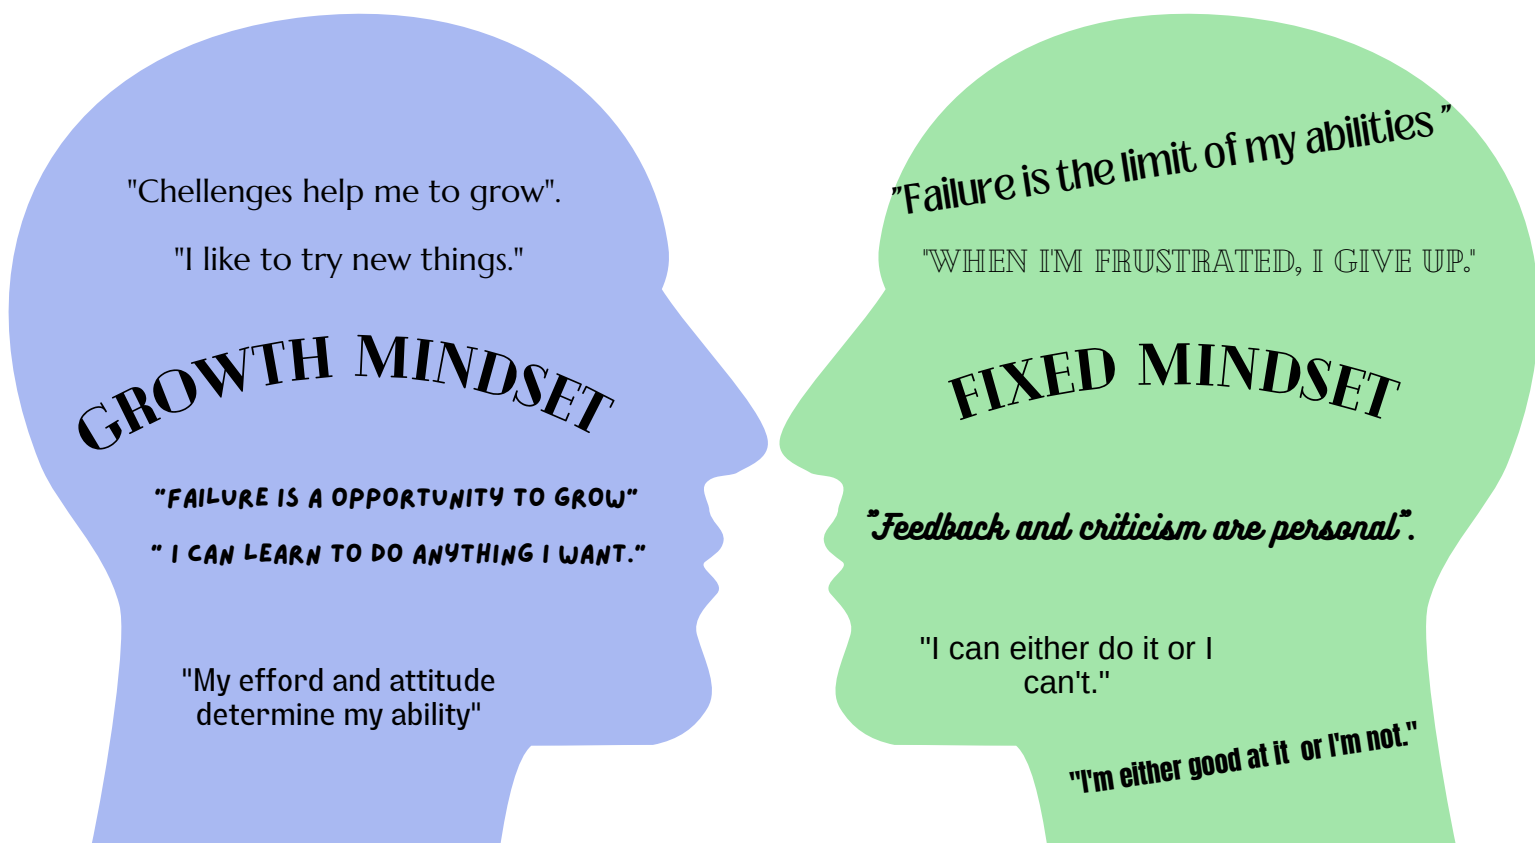 "Chellenges help me to grow".
"I like to try new things."
GROWTH MINDSET
"FAILURE IS A OPPORTUNITY TO GROW"
" I CAN LEARN TO DO ANYTHING I WANT."
"My efford and attitude
determine my ability"
"Failure is the limit of my abilities "
"WHEN I'M FRUSTRATED, I GIVE UP."
FIXED MINDSET
"Feedback and criticism are personal".
"I can either do it or I
can't."
"I'm either good at it  or I'm not."